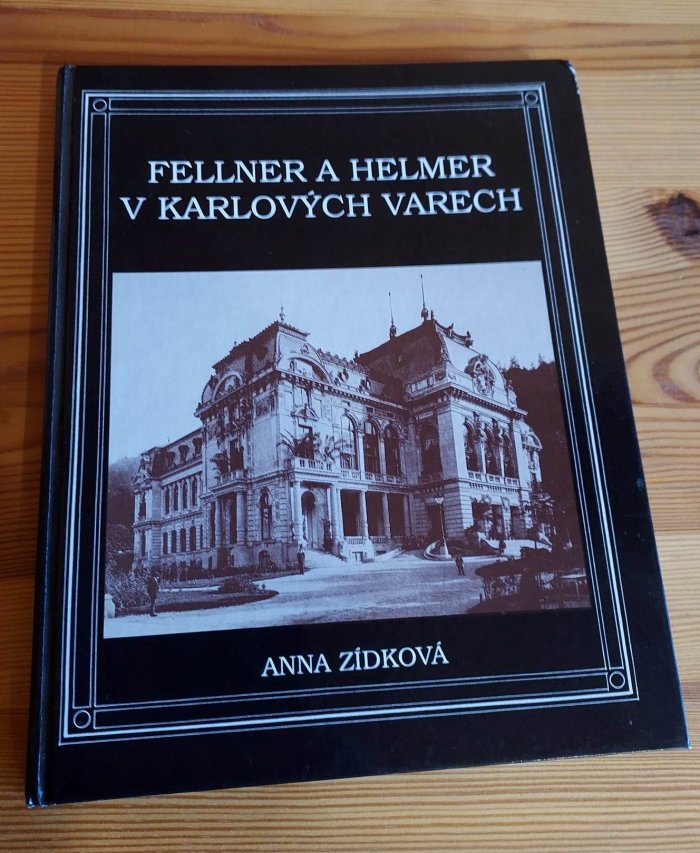 FELLNER A HELMER
V KARLOVÝCH VARECH
ANNA ZÍDKOVÁ